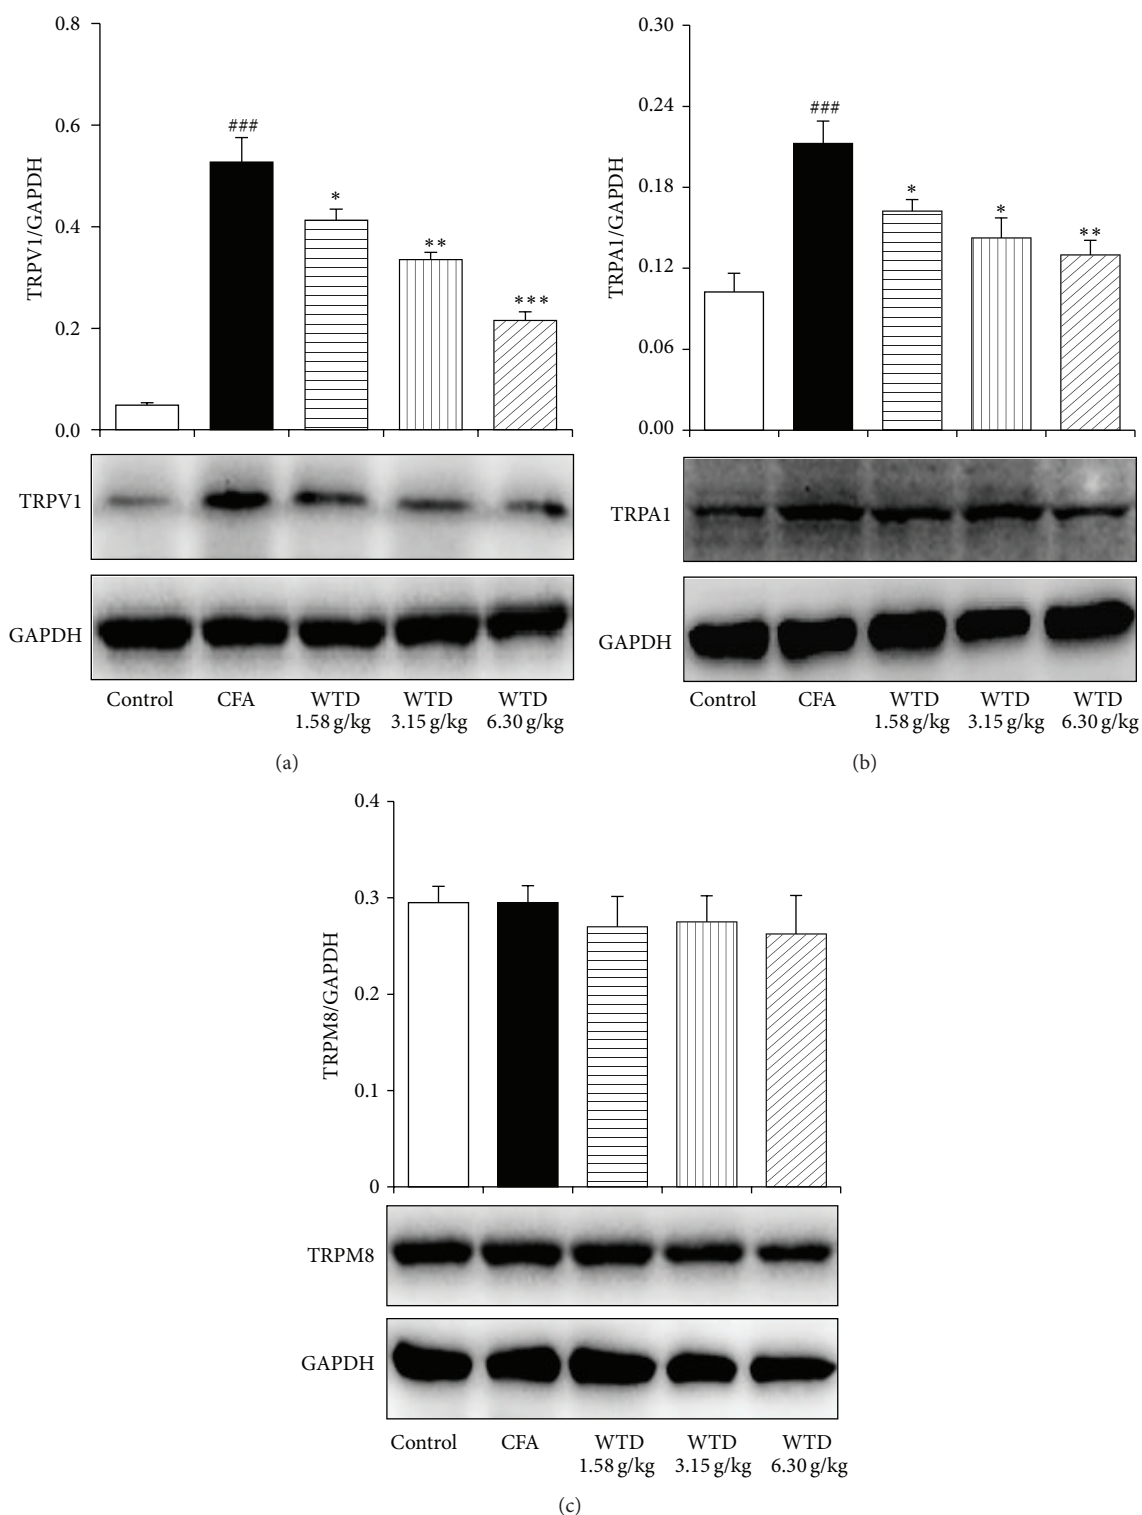 0.8
0.6
0.4
0.2
0.0
TRPV1/GAPDH
###
*
**
***
TRPV1
GAPDH
Control CFA WTD WTD WTD
1.58 g/kg 3.15 g/kg 6.30 g/kg
(a)
0.30
0.24
0.18
0.12
0.06
0.00
TRPA1/GAPDH
###
*
*
**
TRPA1
GAPDH
Control CFA WTD WTD WTD
1.58 g/kg 3.15 g/kg 6.30 g/kg
(b)
0.4
0.3
0.2
0.1
0
TRPM8/GAPDH
TRPM8
GAPDH
Control CFA WTD WTD WTD
1.58 g/kg 3.15 g/kg 6.30 g/kg
(c)